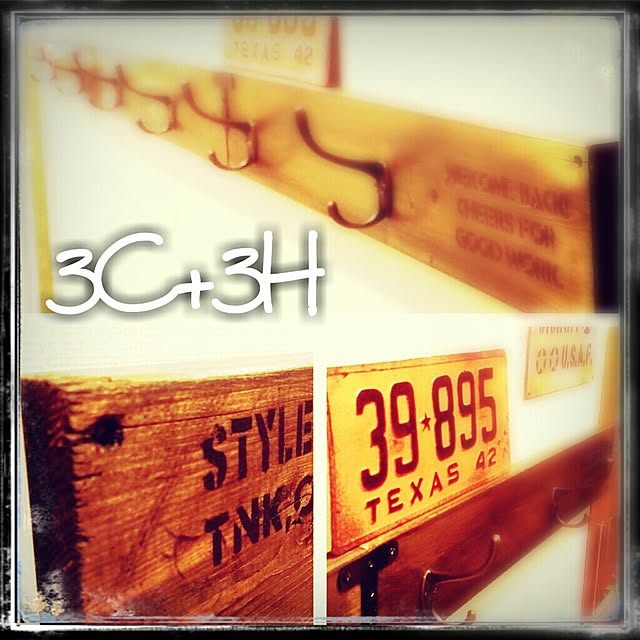 TEXAS 42
WELCOME BACK!
CHEERS FOR
GOOD WORK.
3C+3H
STYLE
TNK
39★895
TEXAS 42
U.S.A.F.